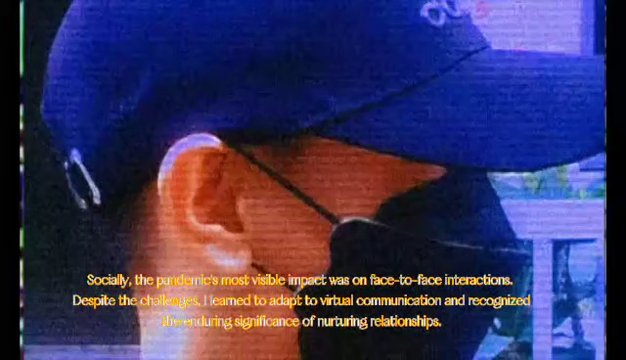 Socially, the pandemic's most visible impact was on face-to-face interactions.
Despite the challenges, I learned to adapt to virtual communication and recognized
the enduring significance of nurturing relationships.